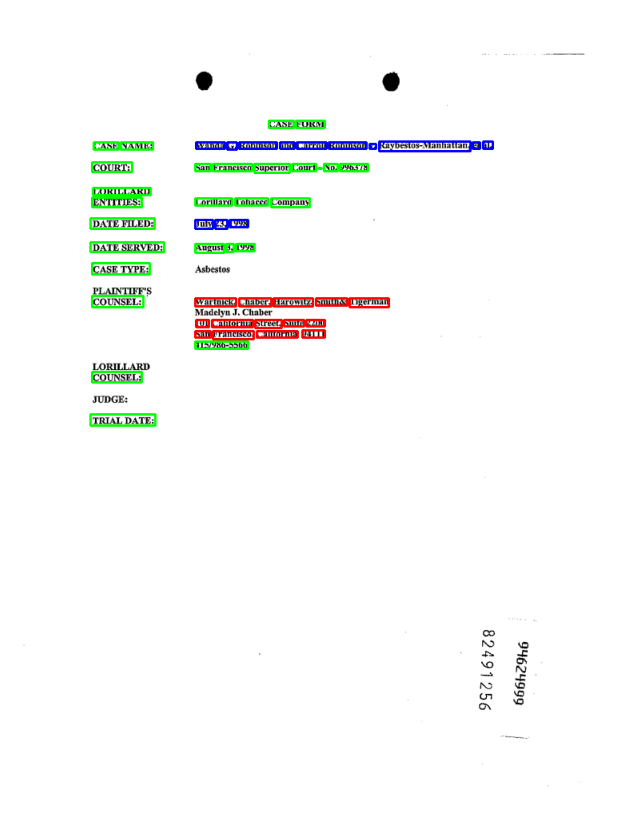 CASE FORM
CASE NAME: Wanda G. Robinson and Carroll Robinson v. Raybestos-Manhattan, et al.
COURT: San Francisco Superior Court - No. 996378
LORILLARD
ENTITIES: Lorillard Tobacco Company
DATE FILED: July 23, 1998
DATE SERVED: August 3, 1998
CASE TYPE: Asbestos
PLAINTIFF'S
COUNSEL: Wartnick, Chaber, Harowitz, Smith & Tigerman
Madelyn J. Chaber
101 California Street, Suite 2200
San Francisco, California 94111
415/986-5566
LORILLARD
COUNSEL:
JUDGE:
TRIAL DATE:
82491256
94624999